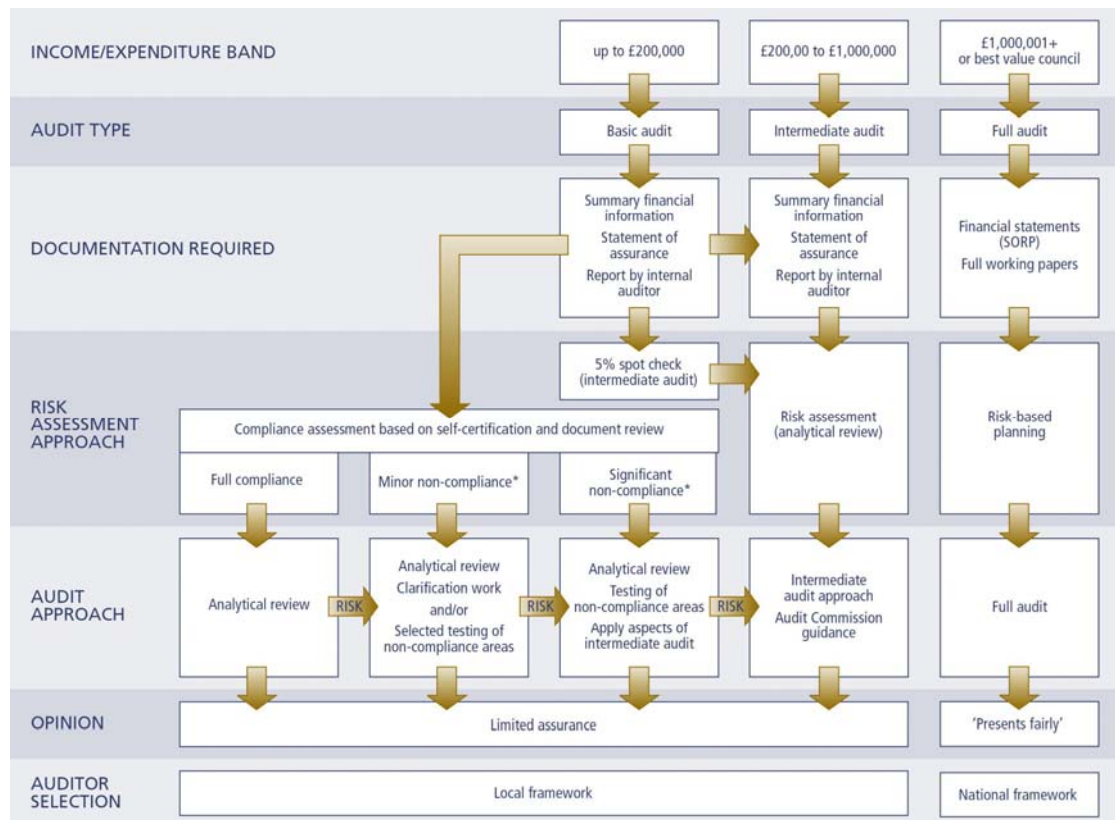 INCOME/EXPENDITURE BAND
up to £200,000
£200,00 to £1,000,000
£1,000,001+
or best value council
AUDIT TYPE
Basic audit
Intermediate audit
Full audit
DOCUMENTATION REQUIRED
Summary financial
information
Statement of
assurance
Report by internal
auditor
Summary financial
information
Statement of
assurance
Report by internal
auditor
Financial statements
(SORP)
Full working papers
RISK
ASSESSMENT
APPROACH
5% spot check
(intermediate audit)
Compliance assessment based on self-certification and document review
Full compliance
Minor non-compliance*
Significant
non-compliance*
Risk assessment
(analytical review)
Risk-based
planning
AUDIT
APPROACH
Analytical review
RISK
Analytical review
Clarification work
and/or
Selected testing of
non-compliance areas
RISK
Analytical review
Testing of
non-compliance areas
Apply aspects of
intermediate audit
RISK
Intermediate
audit approach
Audit Commission
guidance
Full audit
OPINION
Limited assurance
'Presents fairly'
AUDITOR
SELECTION
Local framework
National framework